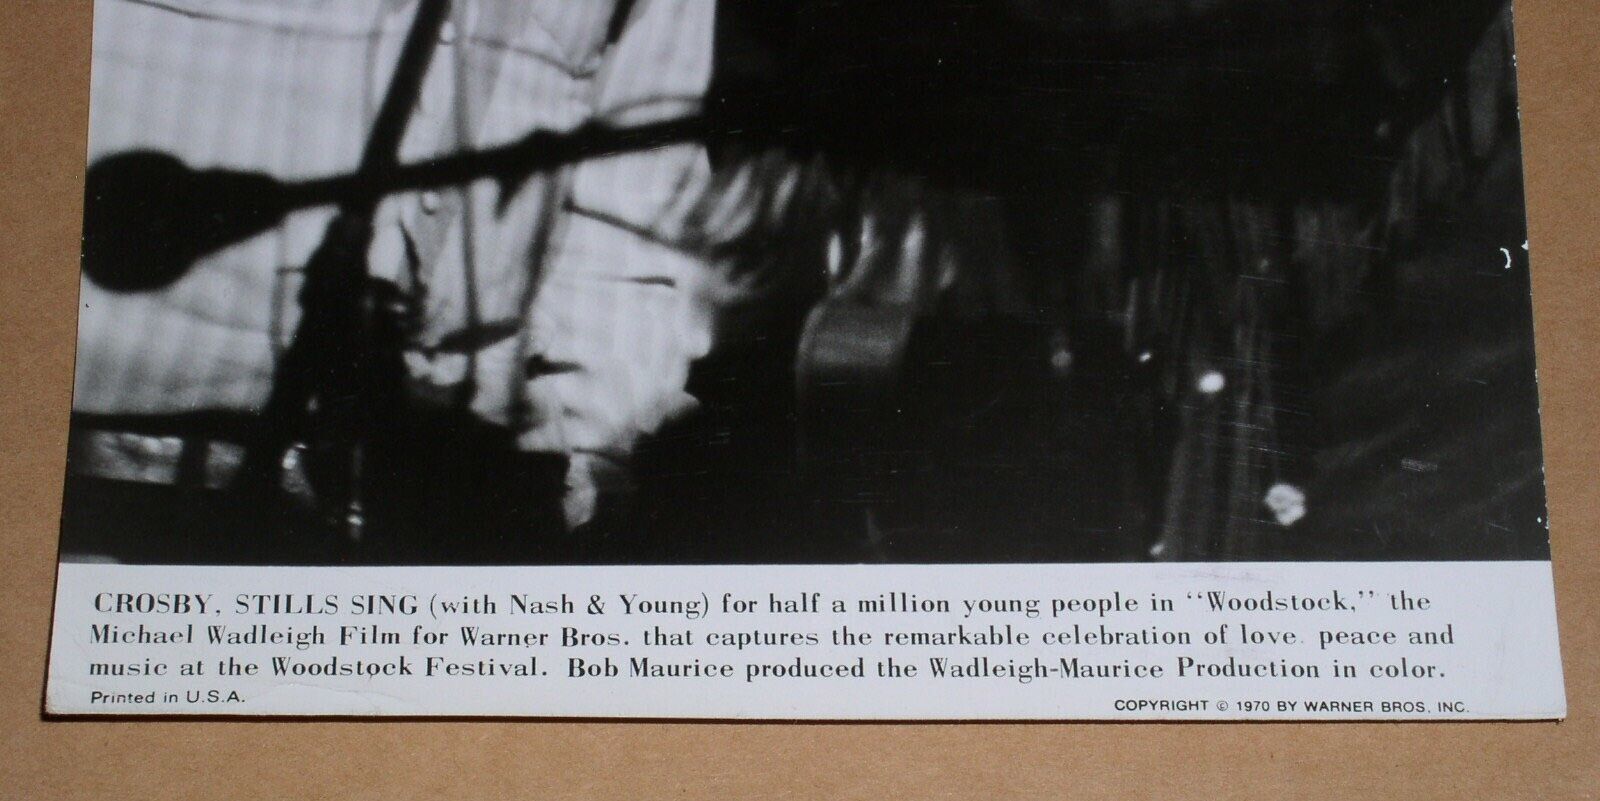 CROSBY, STILLS SING (with Nash & Young) for half a million young people in "Woodstock," the
Michael Wadleigh Film for Warner Bros. that captures the remarkable celebration of love, peace and
music at the Woodstock Festival. Bob Maurice produced the Wadleigh-Maurice Production in color.
Printed in U.S.A.
COPYRIGHT © 1970 BY WARNER BROS. INC.